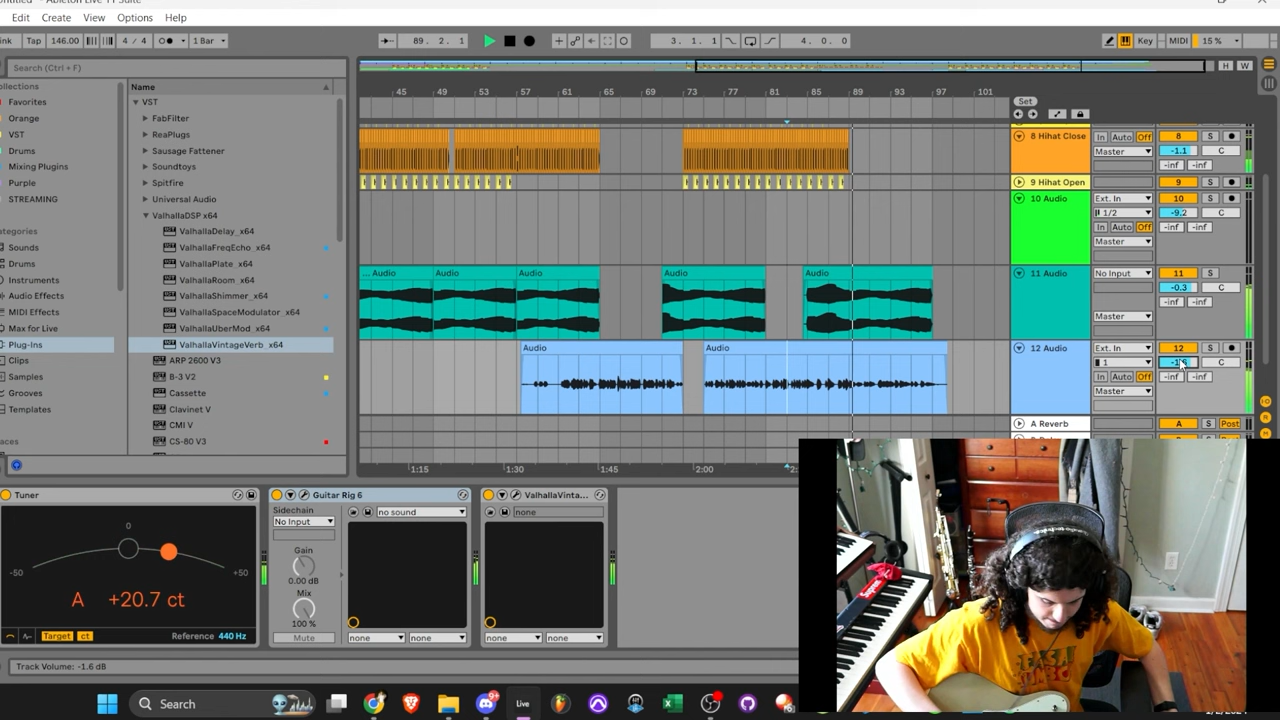 Edit Create View Options Help
Tap 146.00 4 / 4 1 Bar 89. 2. 1 3. 1. 1 4. 0. 0 Key MIDI 15 %
Search (Ctrl + F)
Name
Favorites
Orange
VST
Drums
Mixing Plugins
Purple
STREAMING
Sounds
Drums
Instruments
Audio Effects
MIDI Effects
Max for Live
Plug-Ins
Clips
Samples
Grooves
Templates
VST
FabFilter
ReaPlugs
Sausage Fattener
Soundtoys
Spitfire
Universal Audio
ValhallaDSP x64
ValhallaDelay_x64
ValhallaFreqEcho_x64
ValhallaPlate_x64
ValhallaRoom_x64
ValhallaShimmer_x64
ValhallaSpaceModulator_x64
ValhallaUberMod_x64
ValhallaVintageVerb_x64
ARP 2600 V3
B-3 V2
Cassette
Clavinet V
CMI V
CS-80 V3
H W
45 49 53 57 61 65 69 73 77 81 85 89 93 97 101
Set
8 Hihat Close In Auto Off 8 S
Master -1.1 C
-inf -inf
9 Hihat Open 9 S
10 Audio Ext. In 10 S
1/2 -9.2 C
In Auto Off -inf -inf
Master
... Audio Audio Audio Audio Audio 11 Audio No Input 11 S
-0.3 C
-inf -inf
Master
Audio Audio 12 Audio Ext. In 12 S
1 -1.6 C
In Auto Off -inf -inf
Master
A Reverb A S Post
1:15 1:30 1:45 2:00
Tuner
0
-50 +50
A +20.7 ct
Target ct Reference 440 Hz
Guitar Rig 6
Sidechain
No Input
Gain
0.00 dB
Mix
100 %
Mute
no sound
none none
ValhallaVinta...
none
none none
Track Volume: -1.6 dB
Search
Live